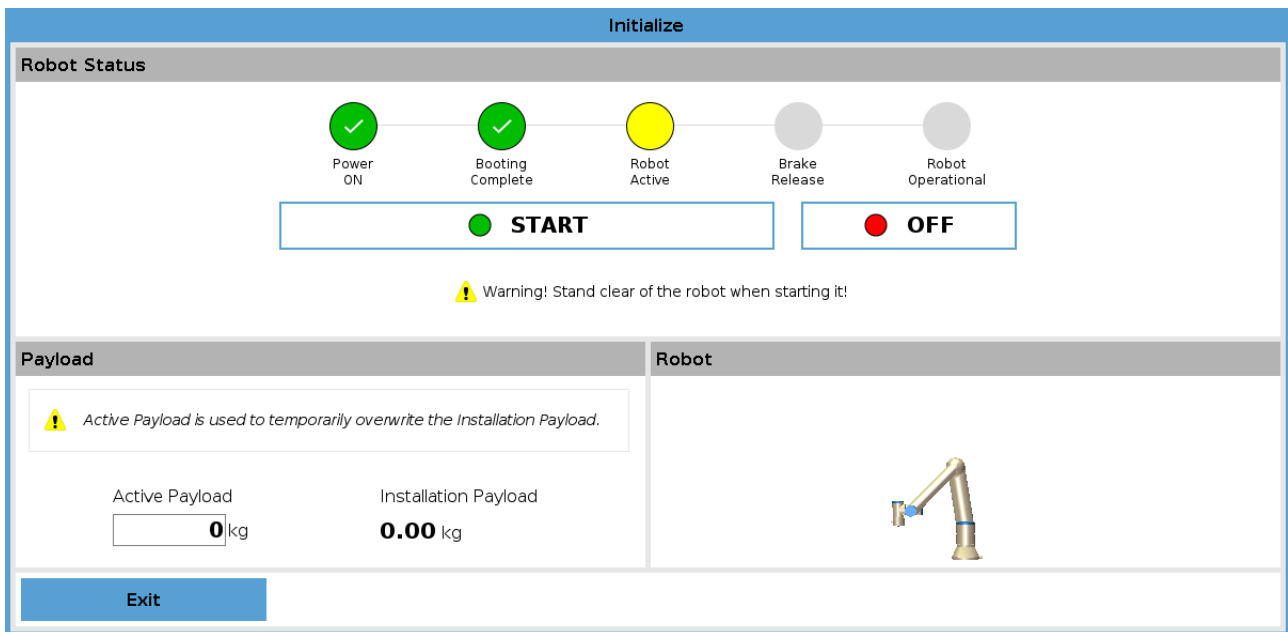 Initialize
Robot Status
Power
ON
Booting
Complete
Robot
Active
Brake
Release
Robot
Operational
START
OFF
Warning! Stand clear of the robot when starting it!
Payload
Robot
Active Payload is used to temporarily overwrite the Installation Payload.
Active Payload
Installation Payload
0 kg
0.00 kg
Exit